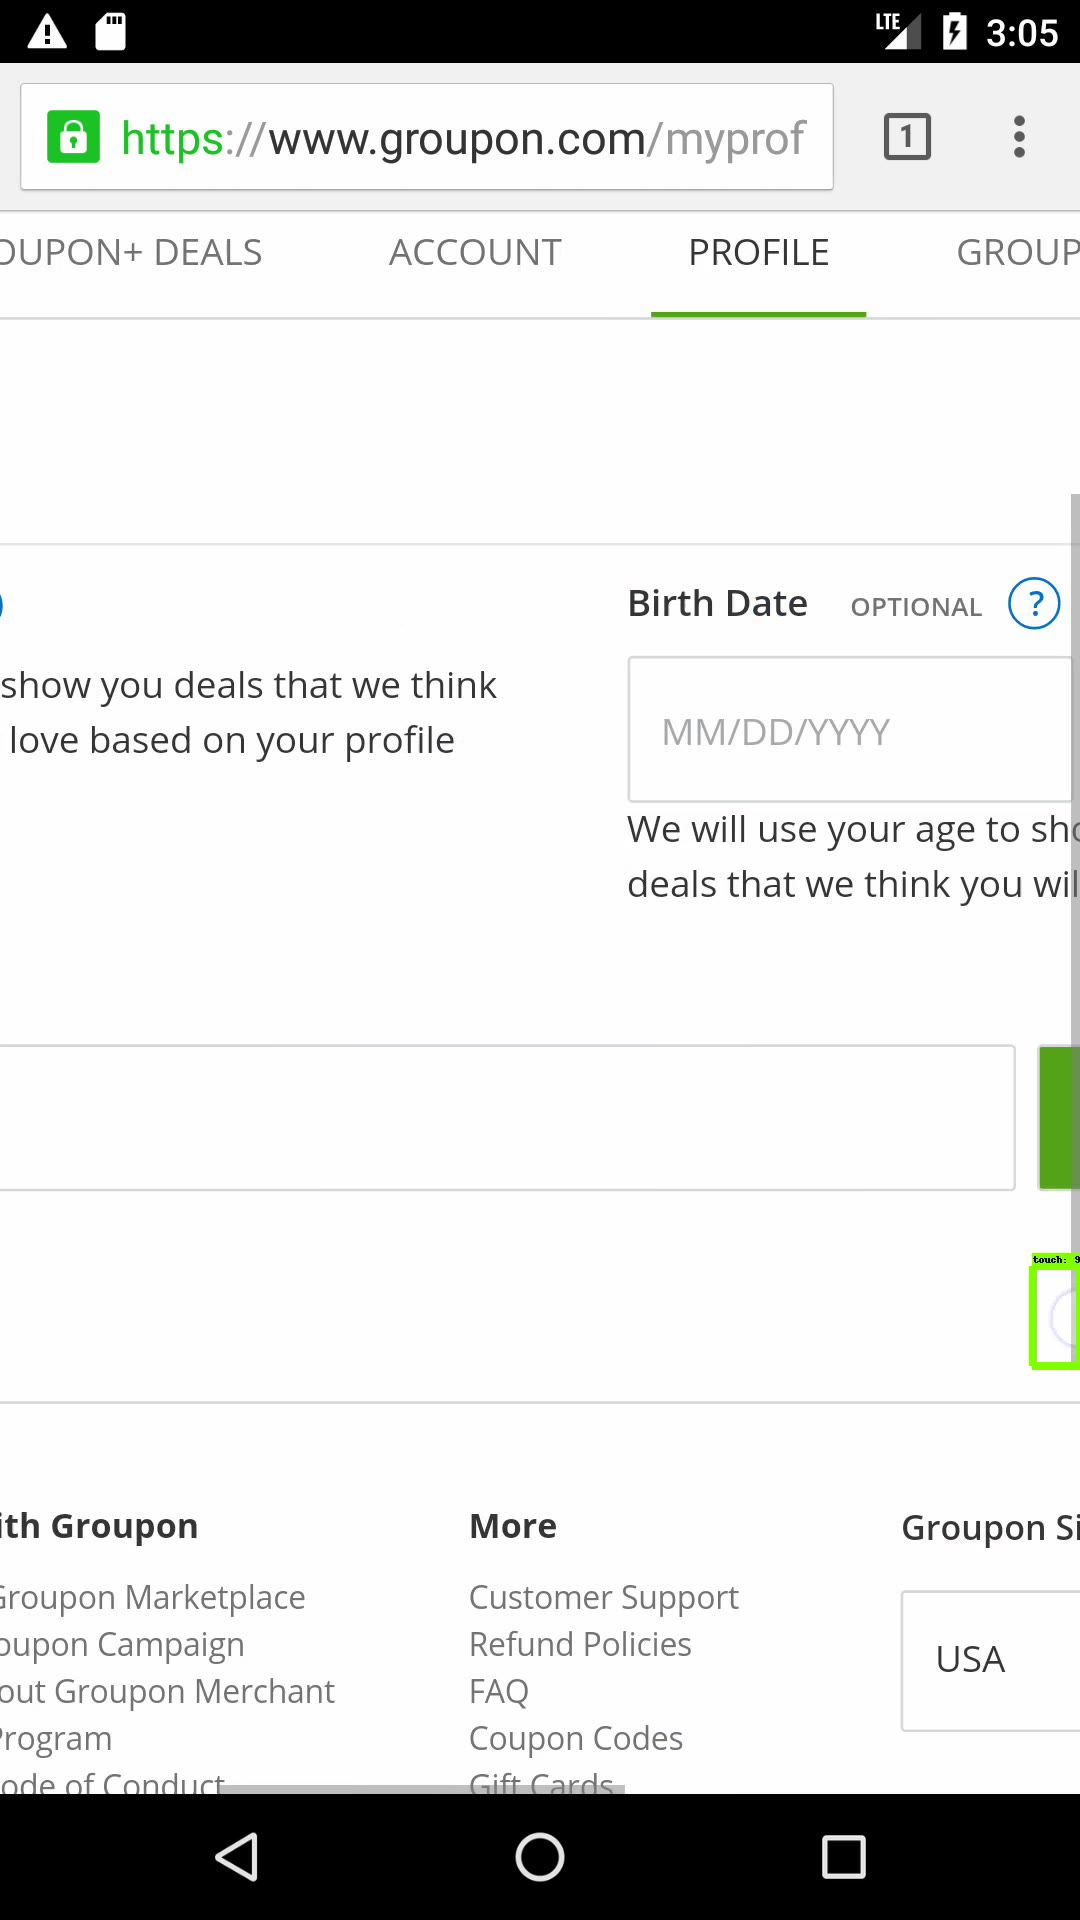 LTE 3:05
https://www.groupon.com/myprof 1
OUPON+ DEALS ACCOUNT PROFILE GROUP
Birth Date OPTIONAL ?
show you deals that we think
love based on your profile
MM/DD/YYYY
We will use your age to sho
deals that we think you wil
touch: 9
ith Groupon
Groupon Marketplace
oupon Campaign
out Groupon Merchant
Program
ode of Conduct
More
Customer Support
Refund Policies
FAQ
Coupon Codes
Gift Cards
Groupon Si
USA